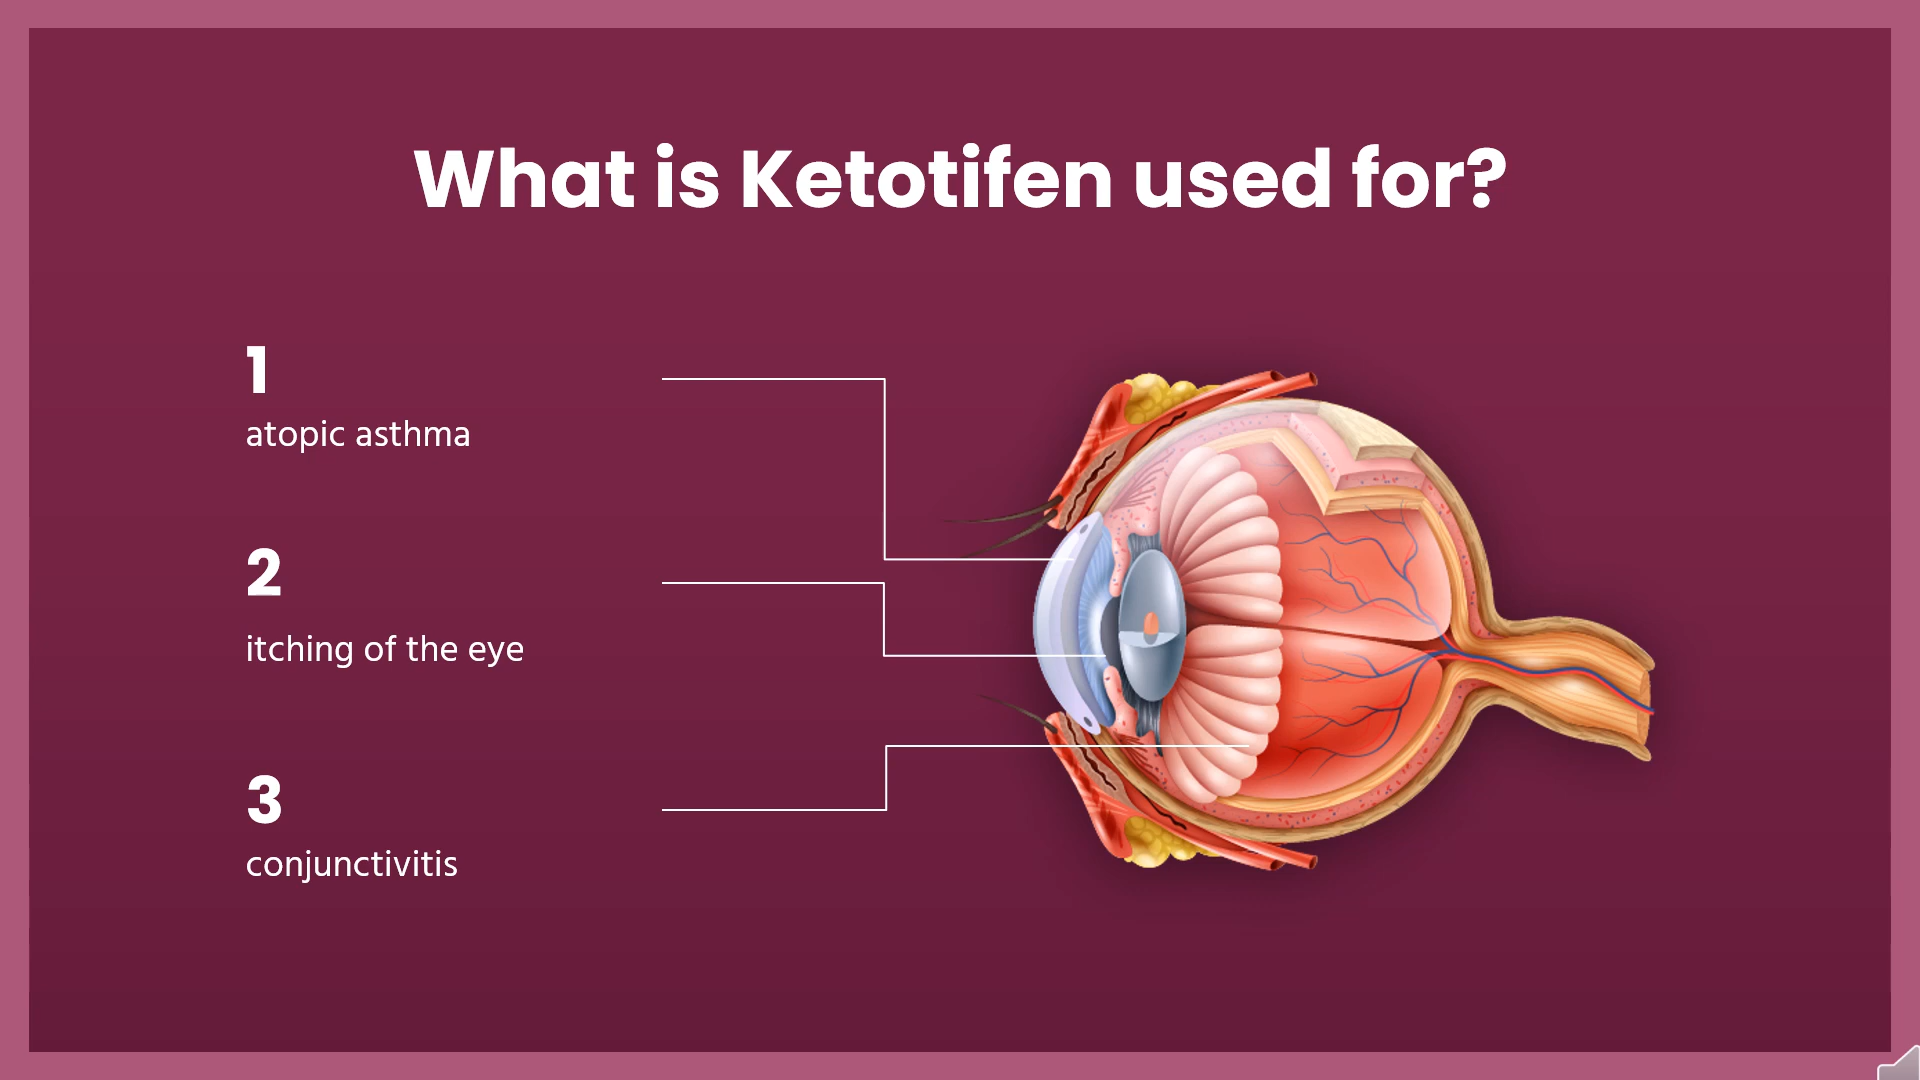 What is Ketotifen used for?
1
atopic asthma
2
itching of the eye
3
conjunctivitis